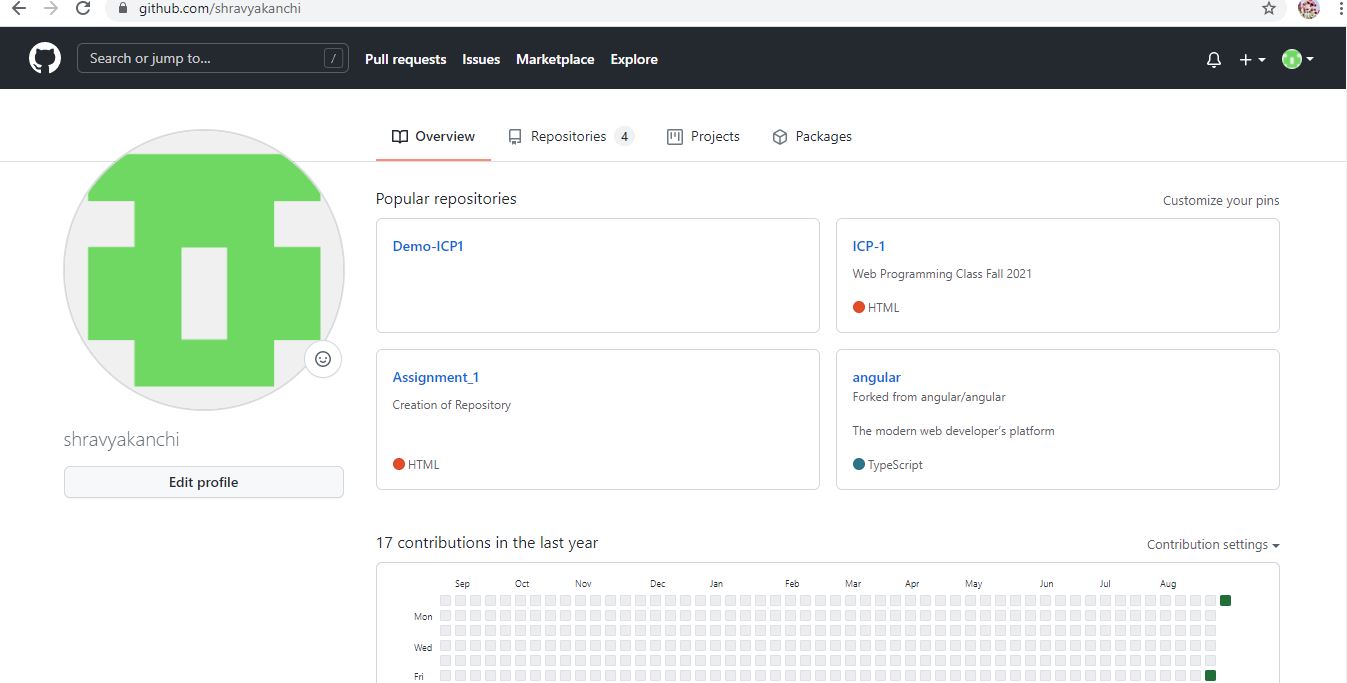 github.com/shravyakanchi
Search or jump to... /
Pull requests Issues Marketplace Explore
Overview Repositories 4 Projects Packages
Popular repositories Customize your pins
Demo-ICP1
ICP-1
Web Programming Class Fall 2021
HTML
Assignment_1
Creation of Repository
HTML
angular
Forked from angular/angular
The modern web developer's platform
TypeScript
shravyakanchi
Edit profile
17 contributions in the last year Contribution settings
Sep Oct Nov Dec Jan Feb Mar Apr May Jun Jul Aug
Mon
Wed
Fri